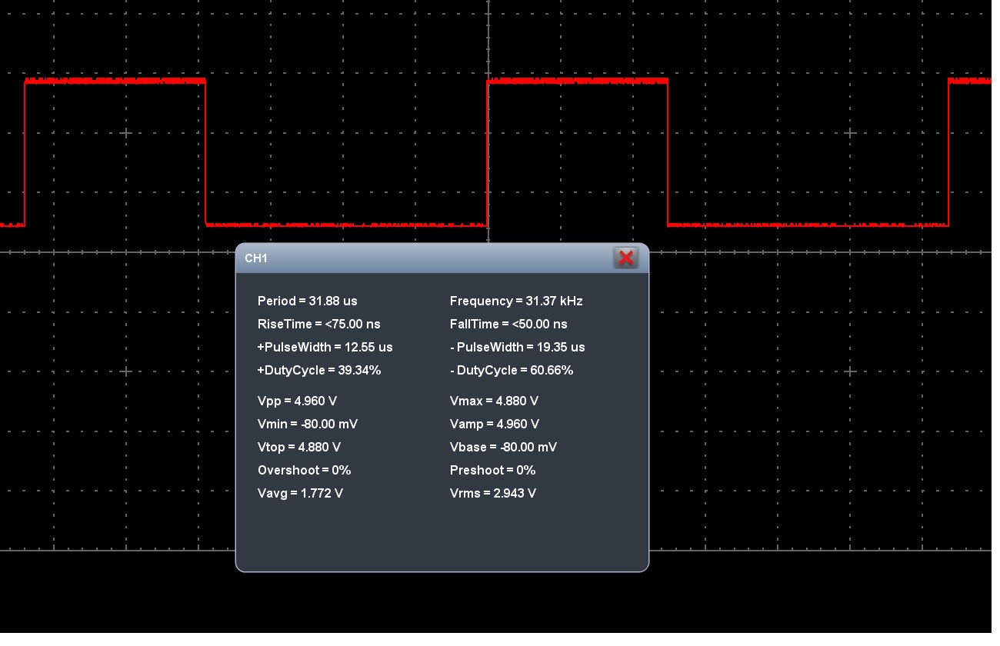 CH1
Period = 31.88 us Frequency = 31.37 kHz
RiseTime = <75.00 ns FallTime = <50.00 ns
+PulseWidth = 12.55 us - PulseWidth = 19.35 us
+DutyCycle = 39.34% - DutyCycle = 60.66%
Vpp = 4.960 V Vmax = 4.880 V
Vmin = -80.00 mV Vamp = 4.960 V
Vtop = 4.880 V Vbase = -80.00 mV
Overshoot = 0% Preshoot = 0%
Vavg = 1.772 V Vrms = 2.943 V